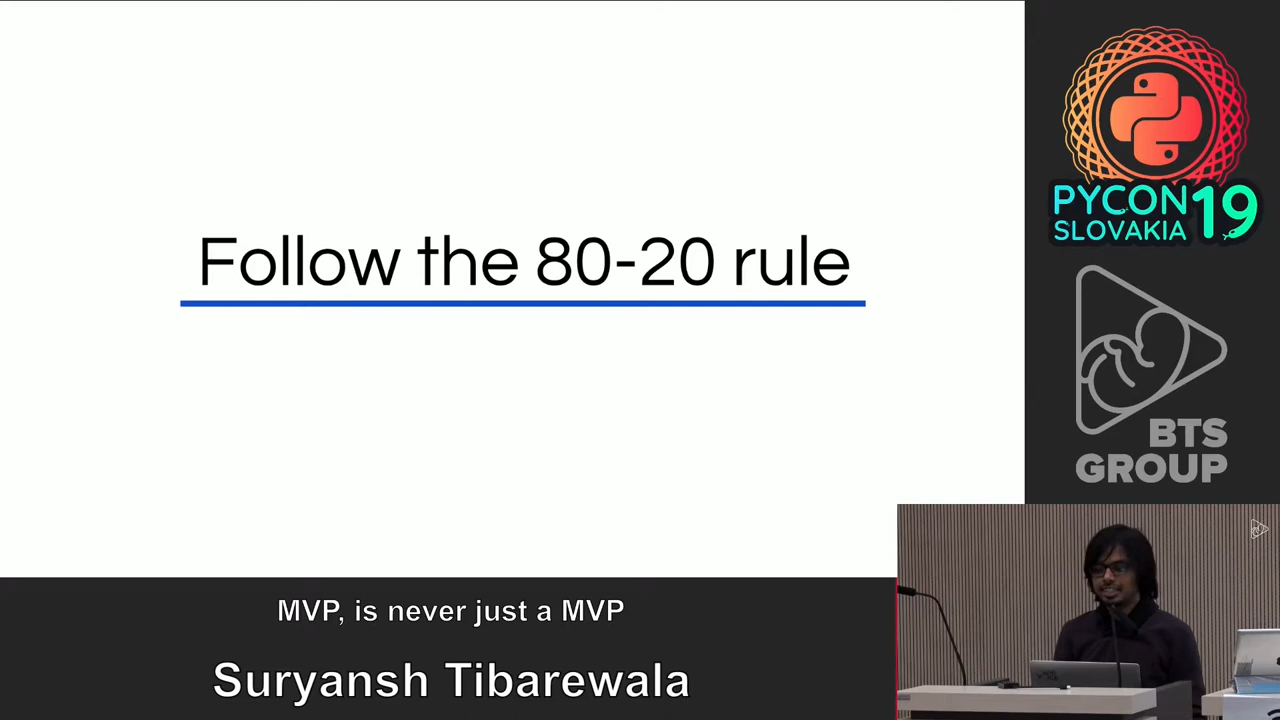 Follow the 80-20 rule
PYCON 19
SLOVAKIA
BTS
GROUP
MVP, is never just a MVP
Suryansh Tibarewala